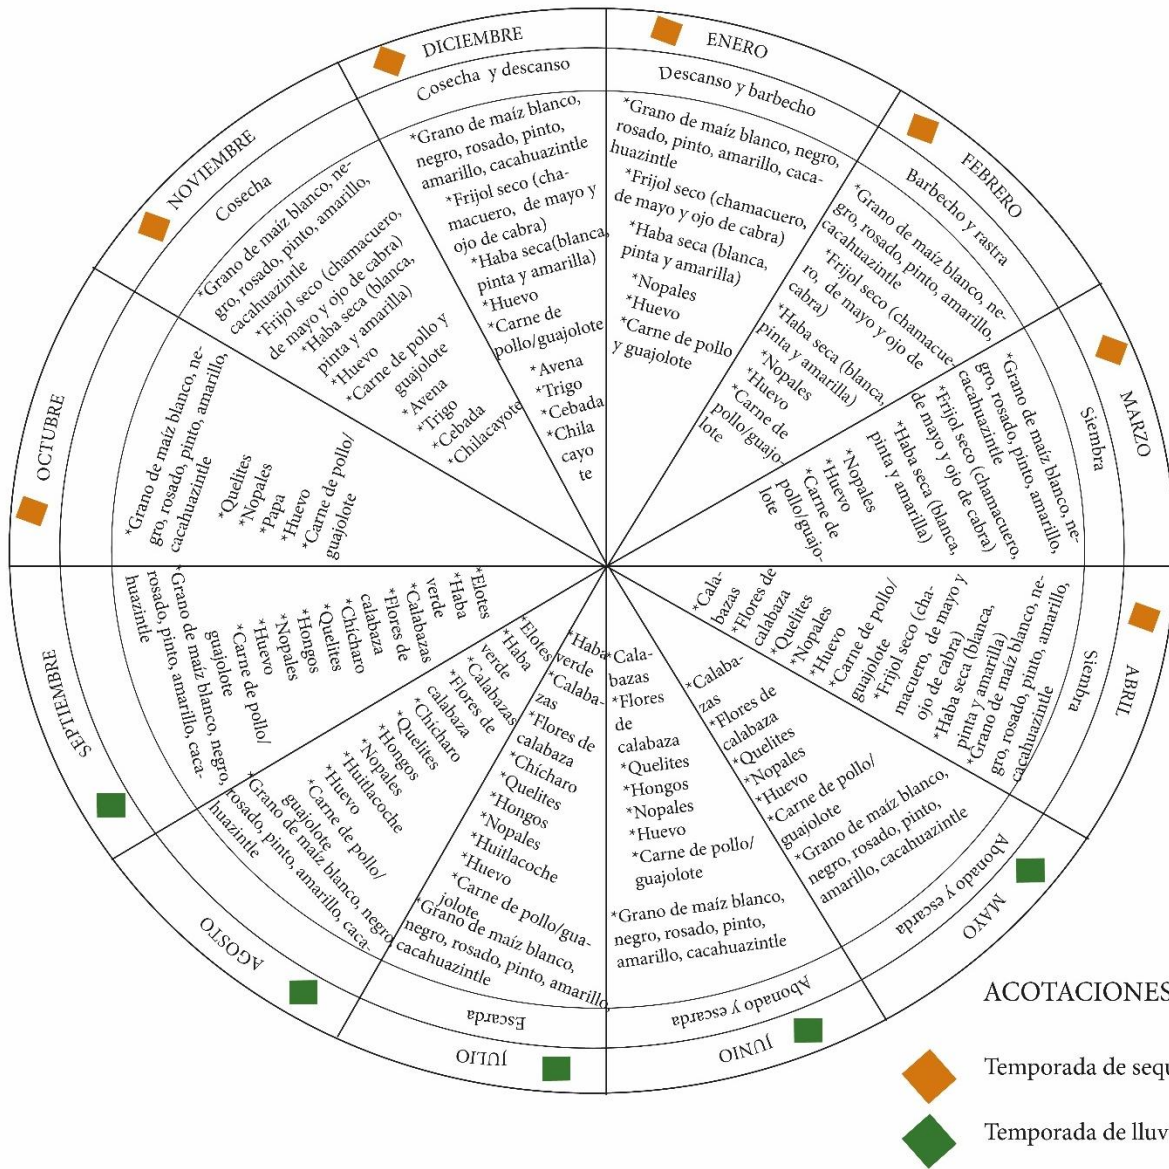 ENERO
Descanso y barbecho
*Grano de maíz blanco, negro,
rosado, pinto, amarillo, caca-
huazintle
*Frijol seco (chamacuero,
de mayo y ojo de cabra)
*Haba seca (blanca,
pinta y amarilla)
*Nopales
*Huevo
*Carne de pollo
y guajolote
FEBRERO
Barbecho y rastra
*Grano de maíz blanco, ne-
gro, rosado, pinto, amarillo,
cacahuazintle
*Frijol seco (chamacue-
ro, de mayo y ojo de
cabra)
*Haba seca (blanca,
pinta y amarilla)
*Nopales
*Huevo
*Carne de
pollo/guajo-
lote
MARZO
Siembra
*Grano de maíz blanco, ne-
gro, rosado, pinto, amarillo,
cacahuazintle
*Frijol seco (chamacuero,
de mayo y ojo de cabra)
*Haba seca (blanca,
pinta y amarilla)
*Nopales
*Huevo
*Carne de
pollo/guajo-
lote
ABRIL
Siembra
*Cala-
bazas
*Flores de
calabaza
*Quelites
*Nopales
*Huevo
*Carne de pollo/
guajolote
*Frijol seco (cha-
macuero, de mayo y
ojo de cabra)
*Haba seca (blanca,
pinta y amarilla)
*Grano de maíz blanco, ne-
gro, rosado, pinto, amarillo,
cacahuazintle
MAYO
Abonado y escarda
*Calaba-
zas
*Flores de
calabaza
*Quelites
*Nopales
*Huevo
*Carne de pollo/
guajolote
*Grano de maíz blanco,
negro, rosado, pinto,
amarillo, cacahuazintle
JUNIO
Abonado y escarda
*Cala-
bazas
*Flores
de
calabaza
*Quelites
*Hongos
*Nopales
*Huevo
*Carne de pollo/
guajolote
*Grano de maíz blanco,
negro, rosado, pinto,
amarillo, cacahuazintle
JULIO
Escarda
*Haba
verde
*Calaba-
zas
*Flores de
calabaza
*Chícharo
*Quelites
*Hongos
*Nopales
*Huitlacoche
*Huevo
*Carne de pollo/gua-
jolote
*Grano de maíz blanco,
negro, rosado, pinto, amarillo,
cacahuazintle
AGOSTO
*Elotes
*Haba
verde
*Calabazas
*Flores de
calabaza
*Chícharo
*Quelites
*Hongos
*Nopales
*Huitlacoche
*Huevo
*Carne de pollo/
guajolote
*Grano de maíz blanco, negro,
rosado, pinto, amarillo, caca-
huazintle
SEPTIEMBRE
*Elotes
*Haba
verde
*Calabazas
*Flores de
calabaza
*Chícharo
*Quelites
*Hongos
*Nopales
*Huevo
*Carne de pollo/
guajolote
*Grano de maíz blanco, negro,
rosado, pinto, amarillo, caca-
huazintle
OCTUBRE
*Grano de maíz blanco, ne-
gro, rosado, pinto, amarillo,
cacahuazintle
*Quelites
*Nopales
*Papa
*Huevo
*Carne de pollo/
guajolote
NOVIEMBRE
Cosecha
*Grano de maíz blanco, ne-
gro, rosado, pinto, amarillo,
cacahuazintle
*Frijol seco (chamacuero,
de mayo y ojo de cabra)
*Haba seca (blanca,
pinta y amarilla)
*Huevo
*Carne de pollo y
guajolote
*Avena
*Trigo
*Cebada
*Chilacayote
DICIEMBRE
Cosecha y descanso
*Grano de maíz blanco,
negro, rosado, pinto,
amarillo, cacahuazintle
*Frijol seco (cha-
macuero, de mayo y
ojo de cabra)
*Haba seca(blanca,
pinta y amarilla)
*Huevo
*Carne de
pollo/guajolote
*Avena
*Trigo
*Cebada
*Chila
cayo
te
ACOTACIONES
Temporada de sequ
Temporada de lluv